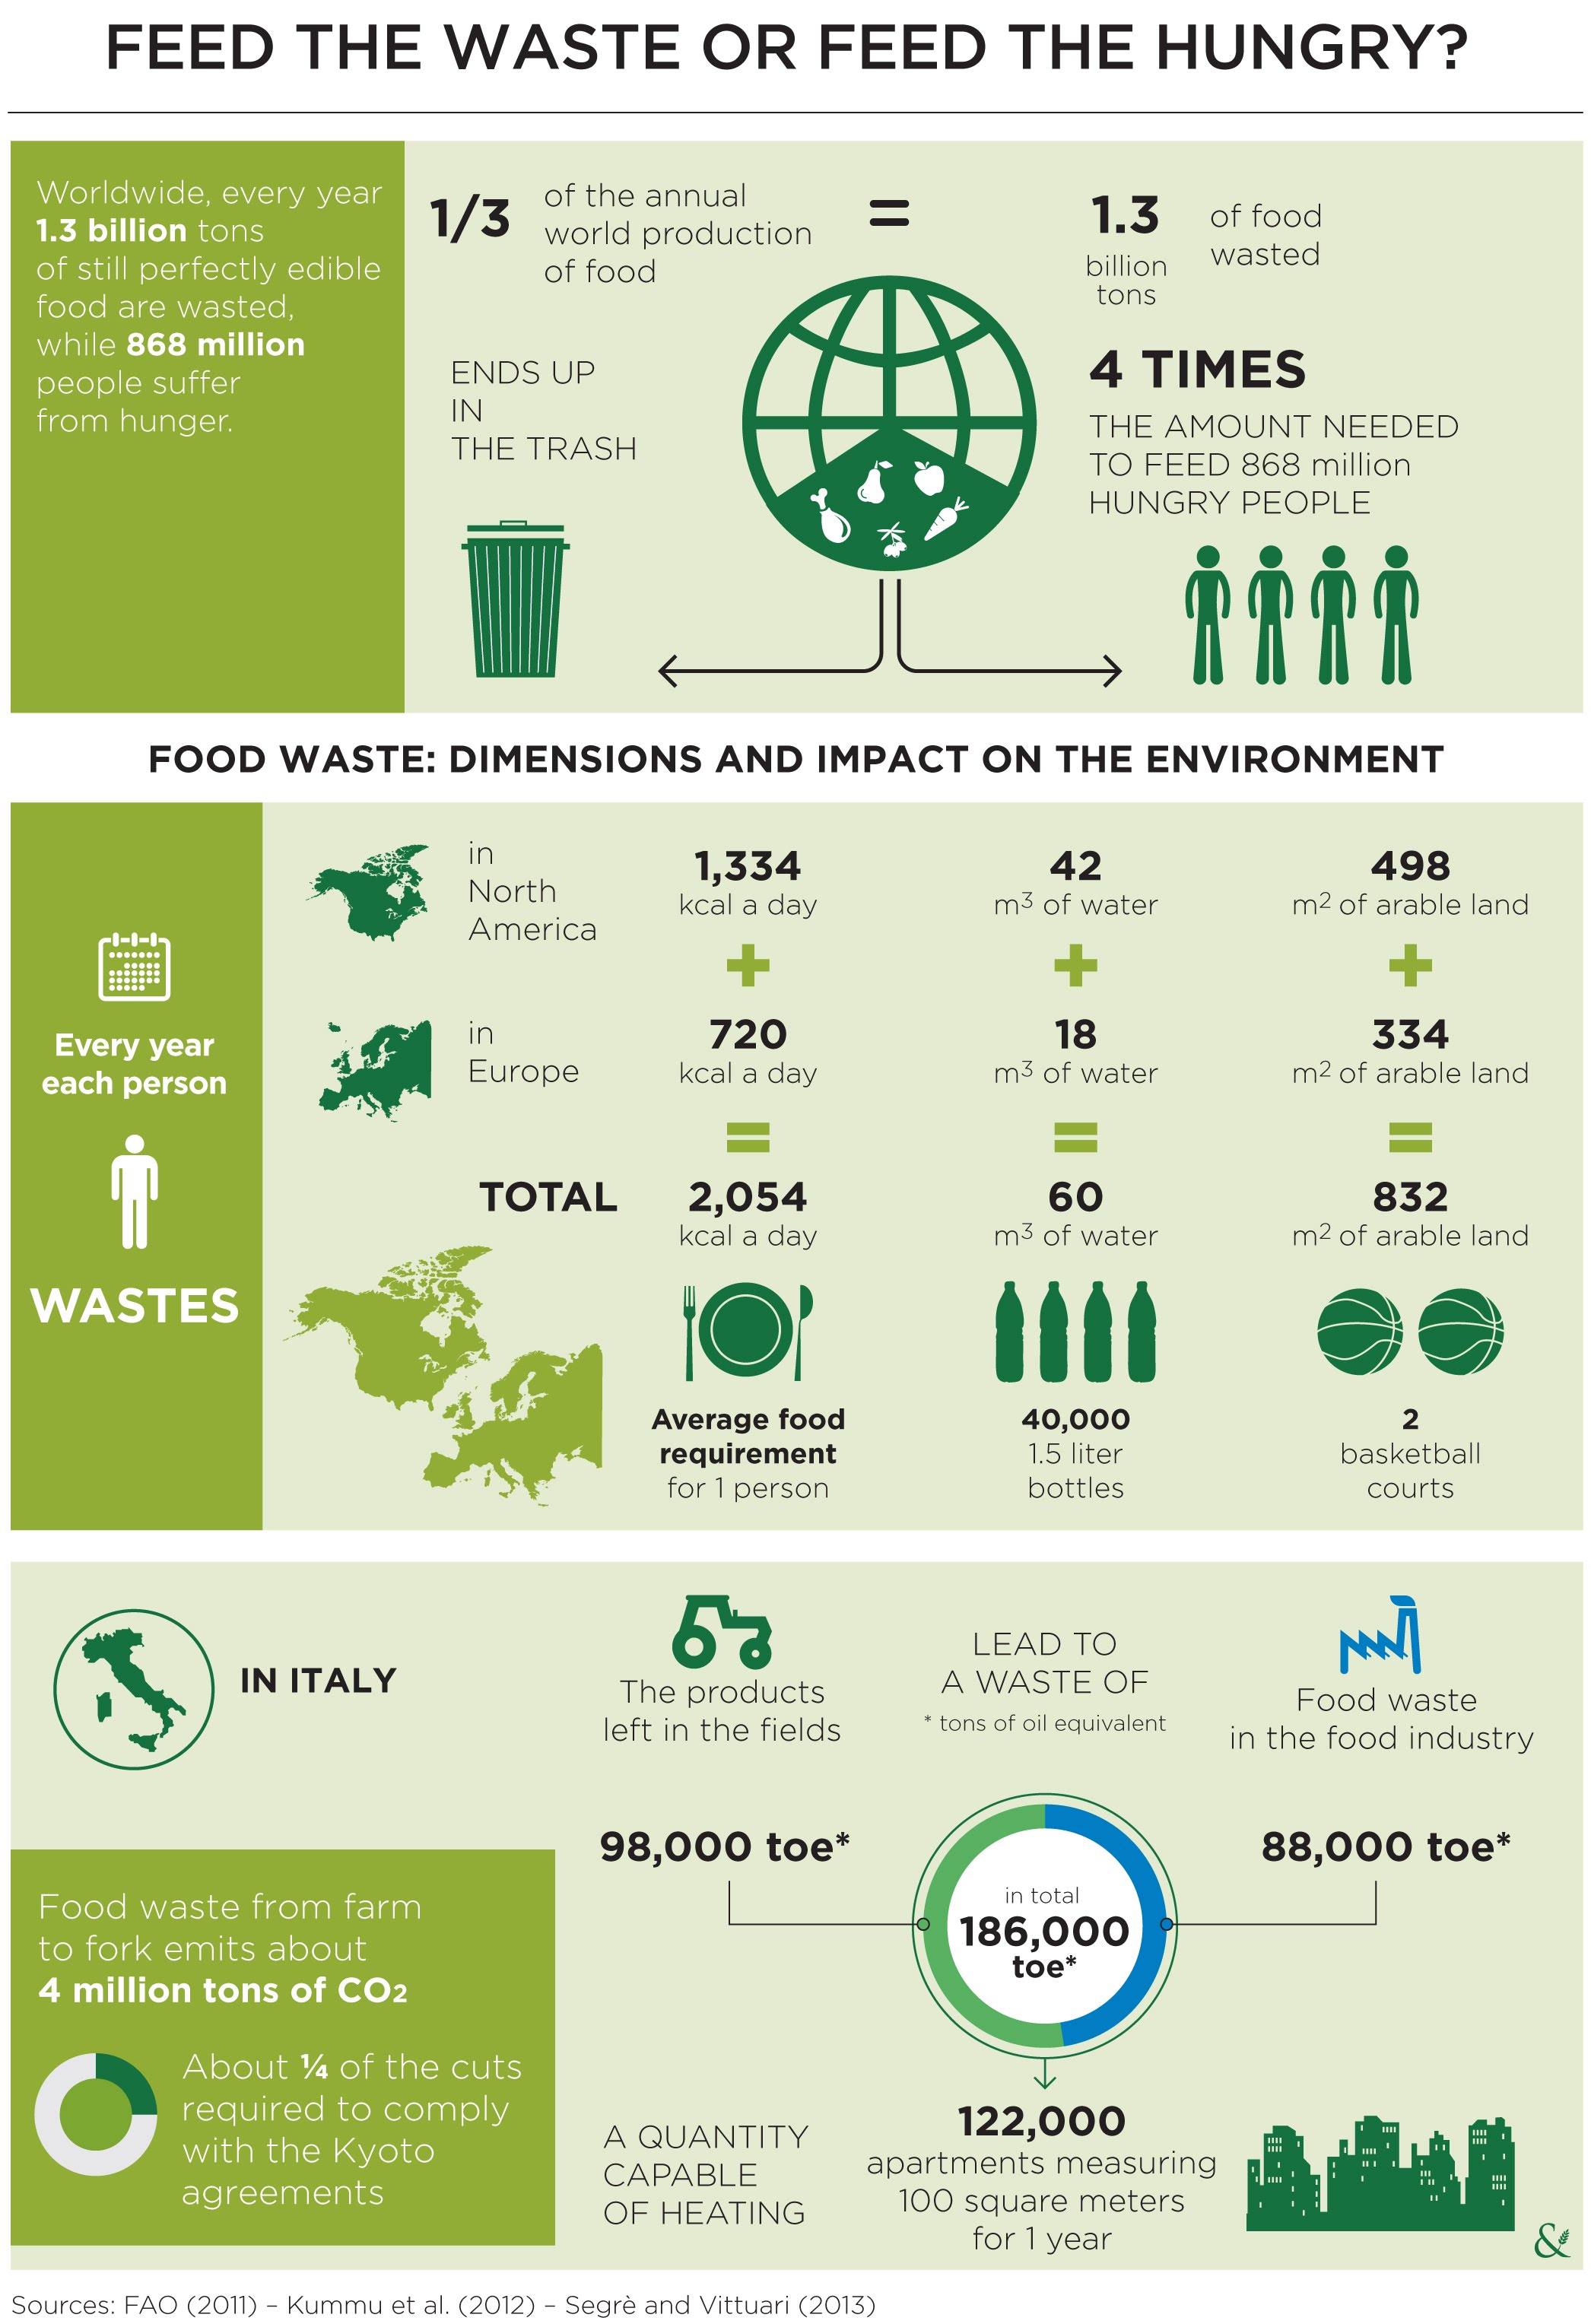 FEED THE WASTE OR FEED THE HUNGRY?
Worldwide, every year
1.3 billion tons
of still perfectly edible
food are wasted,
while 868 million
people suffer
from hunger.
1/3
of the annual
world production
of food
=
1.3
billion
tons
of food
wasted
ENDS UP
IN
THE TRASH
4 TIMES
THE AMOUNT NEEDED
TO FEED 868 million
HUNGRY PEOPLE
FOOD WASTE: DIMENSIONS AND IMPACT ON THE ENVIRONMENT
Every year
each person
WASTES
in
North
America
1,334
kcal a day
42
m³ of water
498
m² of arable land
+
+
+
in
Europe
720
kcal a day
18
m³ of water
334
m² of arable land
=
=
=
TOTAL
2,054
kcal a day
60
m³ of water
832
m² of arable land
Average food
requirement
for 1 person
40,000
1.5 liter
bottles
2
basketball
courts
IN ITALY
The products
left in the fields
LEAD TO
A WASTE OF
* tons of oil equivalent
Food waste
in the food industry
98,000 toe*
in total
186,000
toe*
88,000 toe*
Food waste from farm
to fork emits about
4 million tons of CO₂
About ¼ of the cuts
required to comply
with the Kyoto
agreements
A QUANTITY
CAPABLE
OF HEATING
122,000
apartments measuring
100 square meters
for 1 year
&
Sources: FAO (2011) – Kummu et al. (2012) – Segrè and Vittuari (2013)